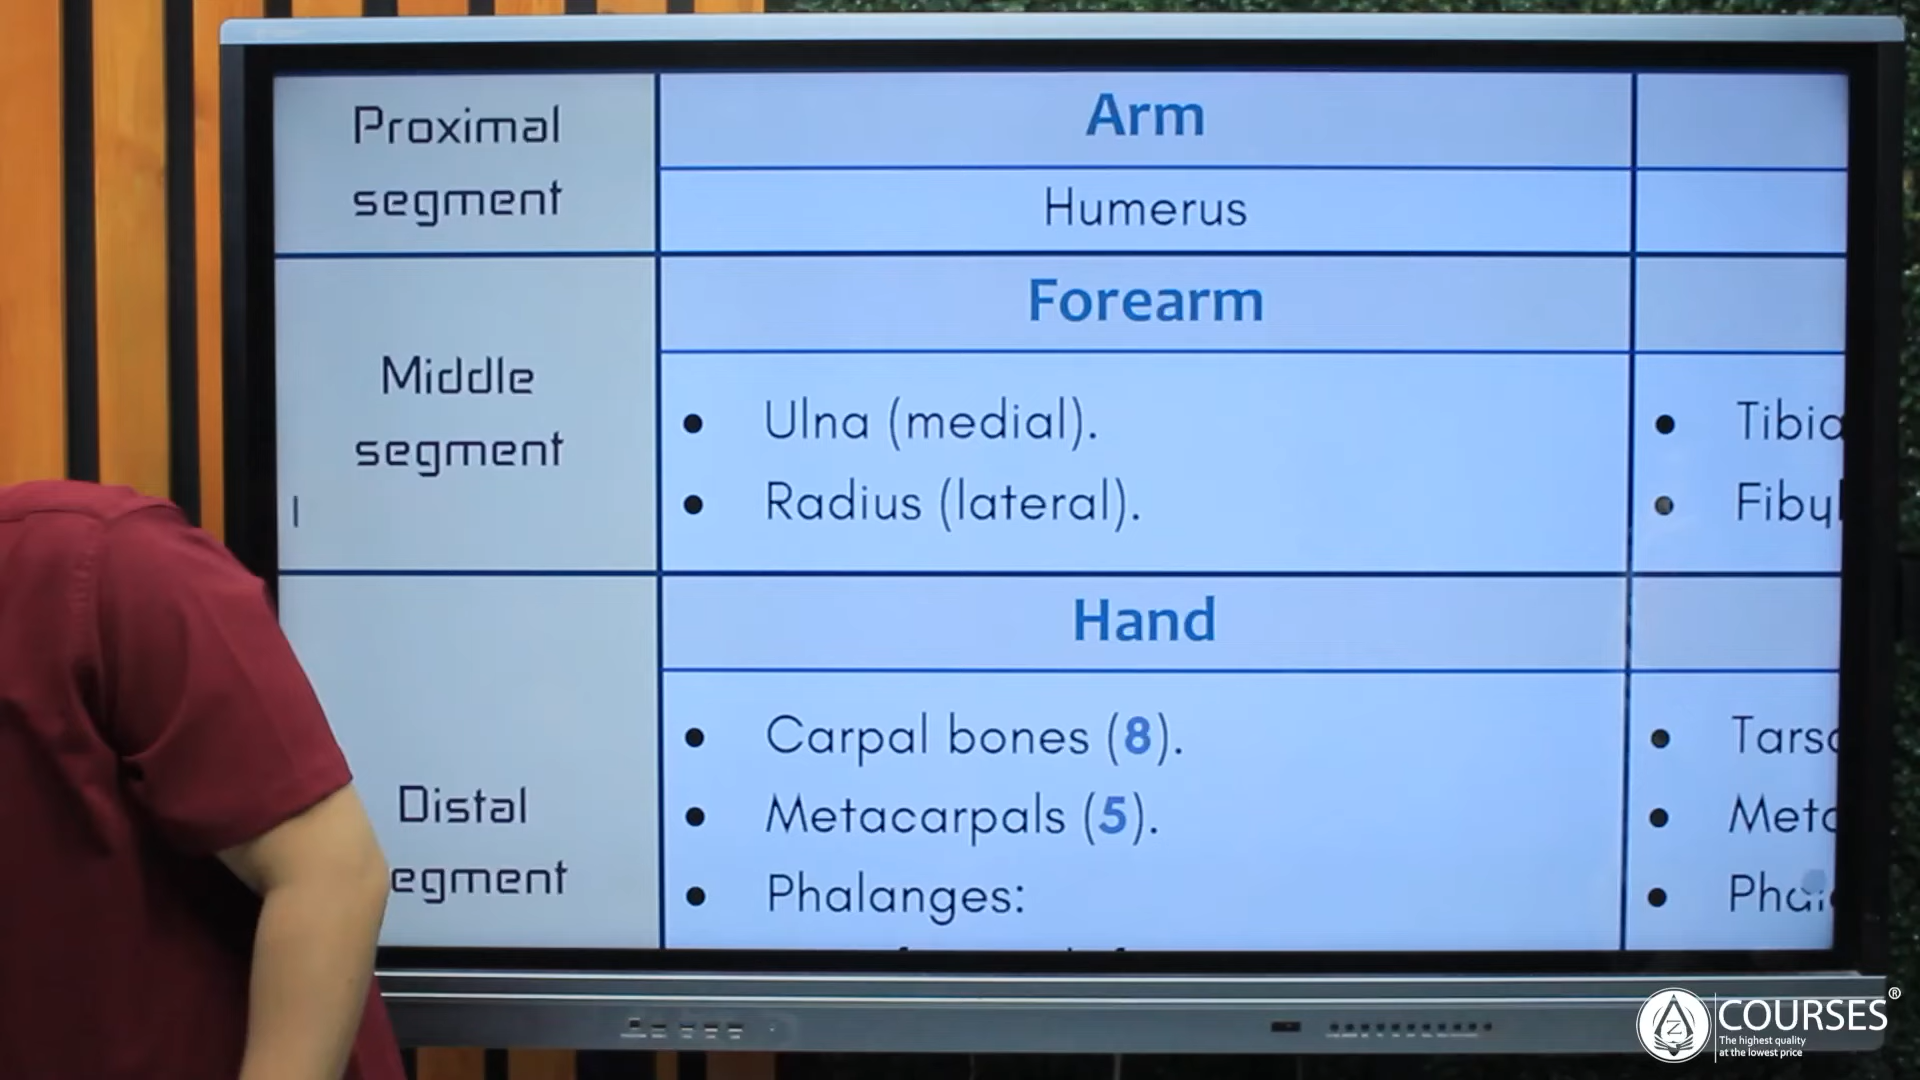 Proximal
segment
Arm
Humerus
Middle
segment
Forearm
Ulna (medial).
Radius (lateral).
Distal
egment
Hand
Carpal bones (8).
Metacarpals (5).
Phalanges:
COURSES®
The highest quality
at the lowest price